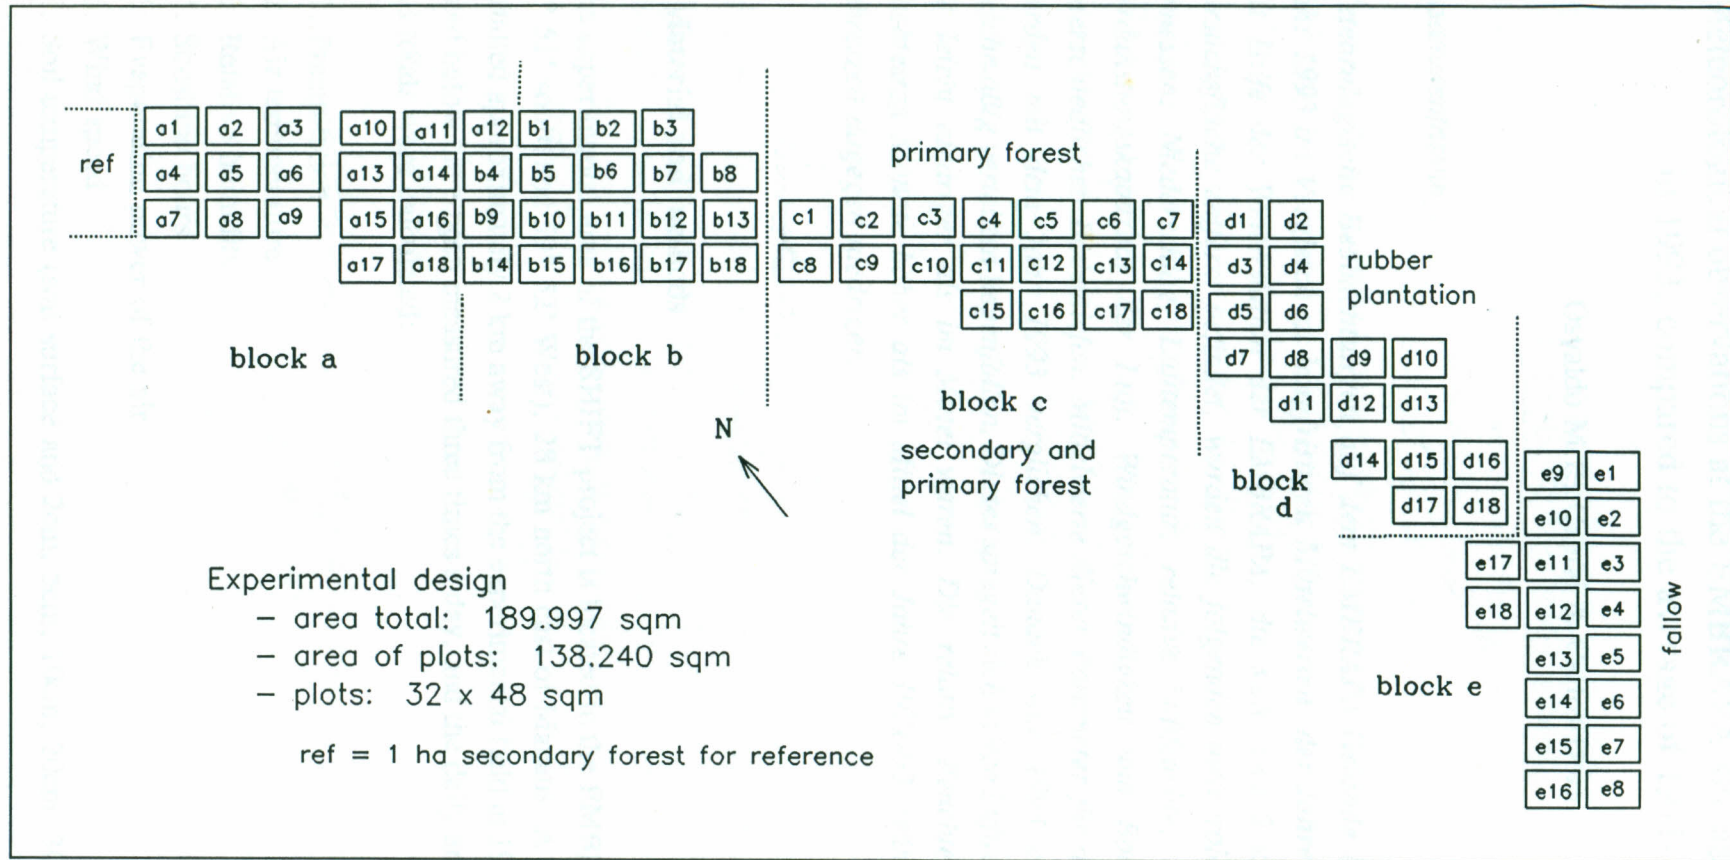 a1 a2 a3 a10 a11 a12 b1 b2 b3
ref a4 a5 a6 a13 a14 b4 b5 b6 b7 b8
a7 a8 a9 a15 a16 b9 b10 b11 b12 b13
a17 a18 b14 b15 b16 b17 b18
block a
block b
primary forest
c1 c2 c3 c4 c5 c6 c7
c8 c9 c10 c11 c12 c13 c14
c15 c16 c17 c18
block c
secondary and
primary forest
N
d1 d2
d3 d4
d5 d6
d7 d8 d9 d10
d11 d12 d13
d14 d15 d16
d17 d18
rubber
plantation
block
d
e9 e1
e10 e2
e17 e11 e3
e18 e12 e4
e13 e5
e14 e6
e15 e7
e16 e8
fallow
block e
Experimental design
– area total: 189.997 sqm
– area of plots: 138.240 sqm
– plots: 32 x 48 sqm
ref = 1 ha secondary forest for reference